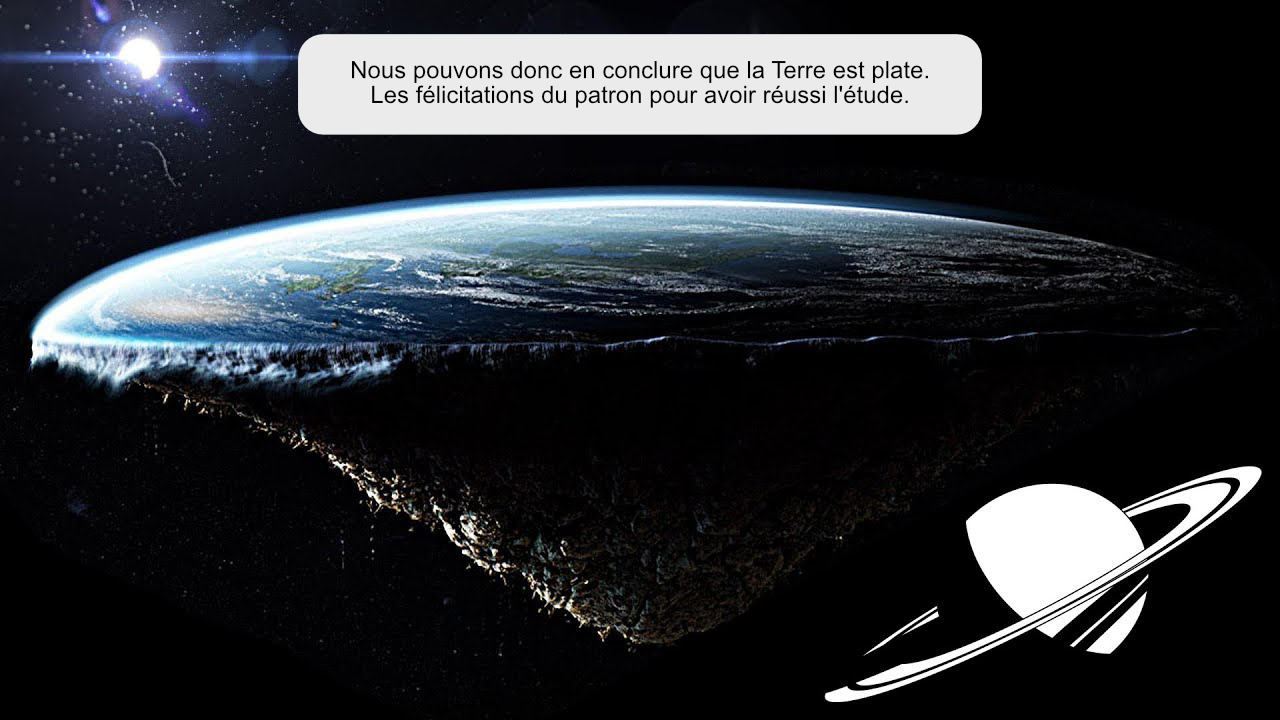 Nous pouvons donc en conclure que la Terre est plate.
Les félicitations du patron pour avoir réussi l'étude.